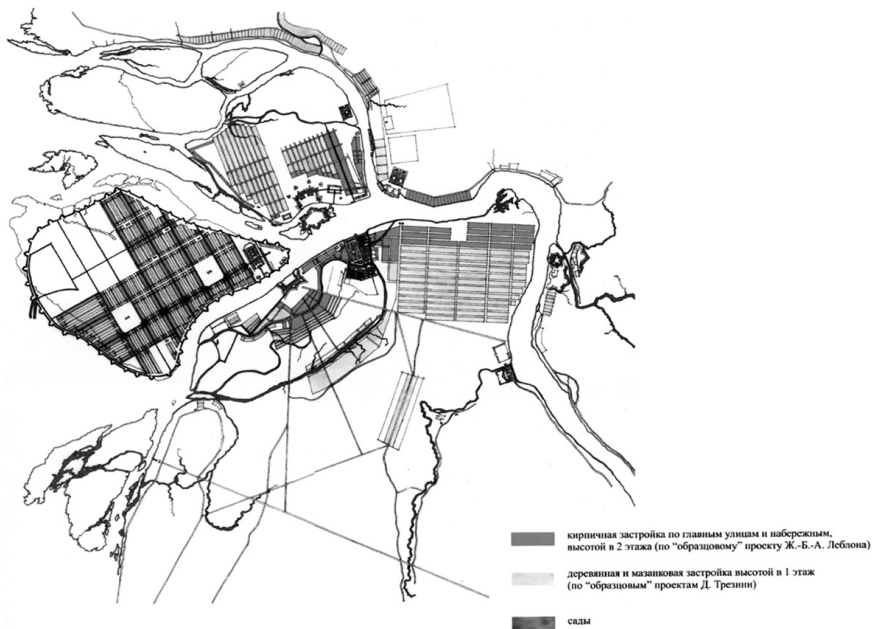 кирпичная застройка по главным улицам и набережным,
высотой в 2 этажа (по “образцовому” проекту Ж.-Б.-А. Леблона)
деревянная и мазанковая застройка высотой в 1 этаж
(по “образцовым” проектам Д. Трезини)
сады